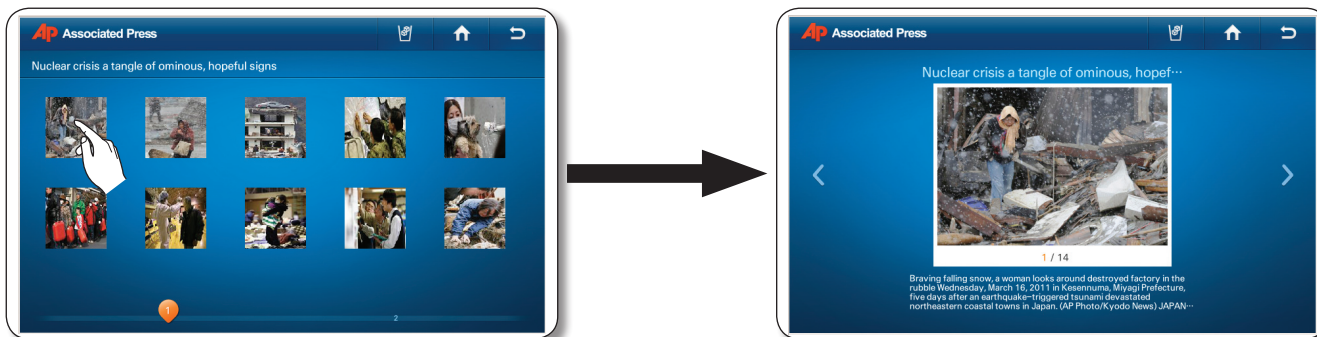 AP Associated Press
Nuclear crisis a tangle of ominous, hopeful signs
1
2
AP Associated Press
Nuclear crisis a tangle of ominous, hopef…
1 / 14
Braving falling snow, a woman looks around destroyed factory in the
rubble Wednesday, March 16, 2011 in Kesennuma, Miyagi Prefecture,
five days after an earthquake-triggered tsunami devastated
northeastern coastal towns in Japan. (AP Photo/Kyodo News) JAPAN…